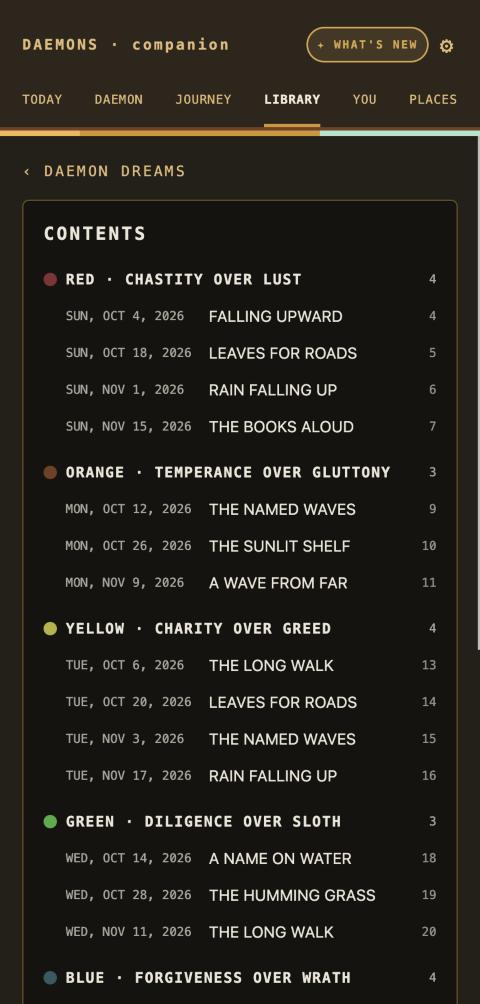 DAEMONS · companion
✦ WHAT'S NEW ⚙
TODAY DAEMON JOURNEY LIBRARY YOU PLACES
‹ DAEMON DREAMS
CONTENTS
RED · CHASTITY OVER LUST 4
SUN, OCT 4, 2026 FALLING UPWARD 4
SUN, OCT 18, 2026 LEAVES FOR ROADS 5
SUN, NOV 1, 2026 RAIN FALLING UP 6
SUN, NOV 15, 2026 THE BOOKS ALOUD 7
ORANGE · TEMPERANCE OVER GLUTTONY 3
MON, OCT 12, 2026 THE NAMED WAVES 9
MON, OCT 26, 2026 THE SUNLIT SHELF 10
MON, NOV 9, 2026 A WAVE FROM FAR 11
YELLOW · CHARITY OVER GREED 4
TUE, OCT 6, 2026 THE LONG WALK 13
TUE, OCT 20, 2026 LEAVES FOR ROADS 14
TUE, NOV 3, 2026 THE NAMED WAVES 15
TUE, NOV 17, 2026 RAIN FALLING UP 16
GREEN · DILIGENCE OVER SLOTH 3
WED, OCT 14, 2026 A NAME ON WATER 18
WED, OCT 28, 2026 THE HUMMING GRASS 19
WED, NOV 11, 2026 THE LONG WALK 20
BLUE · FORGIVENESS OVER WRATH 4